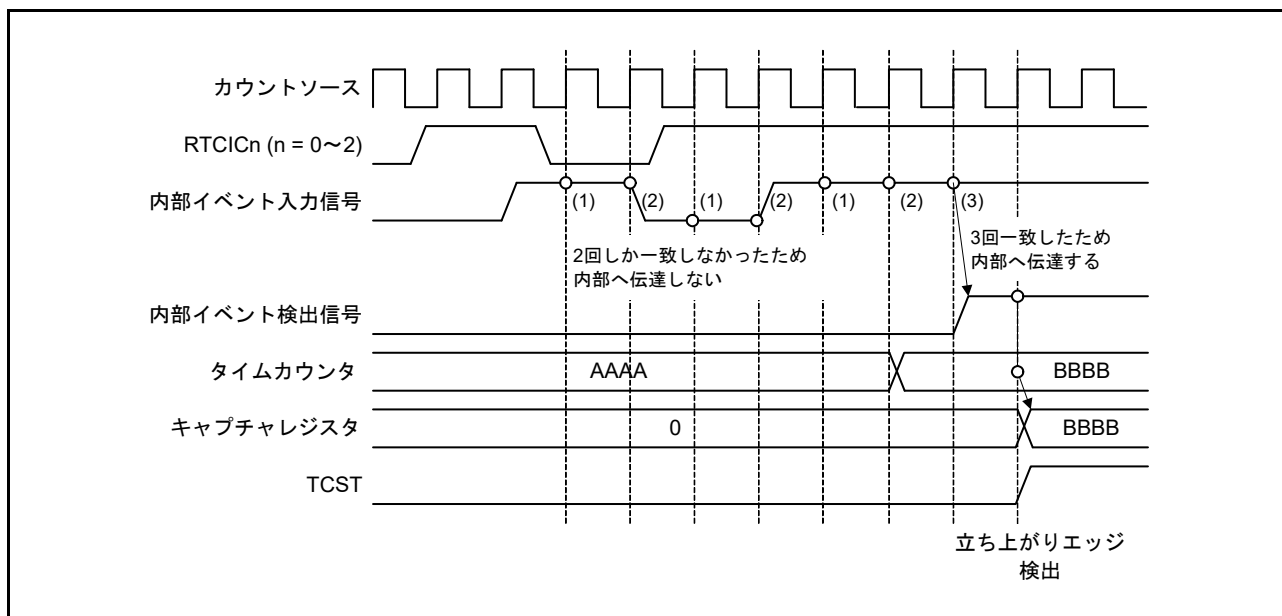 カウントソース
RTCICn (n = 0～2)
内部イベント入力信号
(1)
(2)
(1)
(2)
(1)
(2)
(3)
2回しか一致しなかったため
内部へ伝達しない
3回一致したため
内部へ伝達する
内部イベント検出信号
タイムカウンタ
AAAA
BBBB
キャプチャレジスタ
0
BBBB
TCST
立ち上がりエッジ
検出